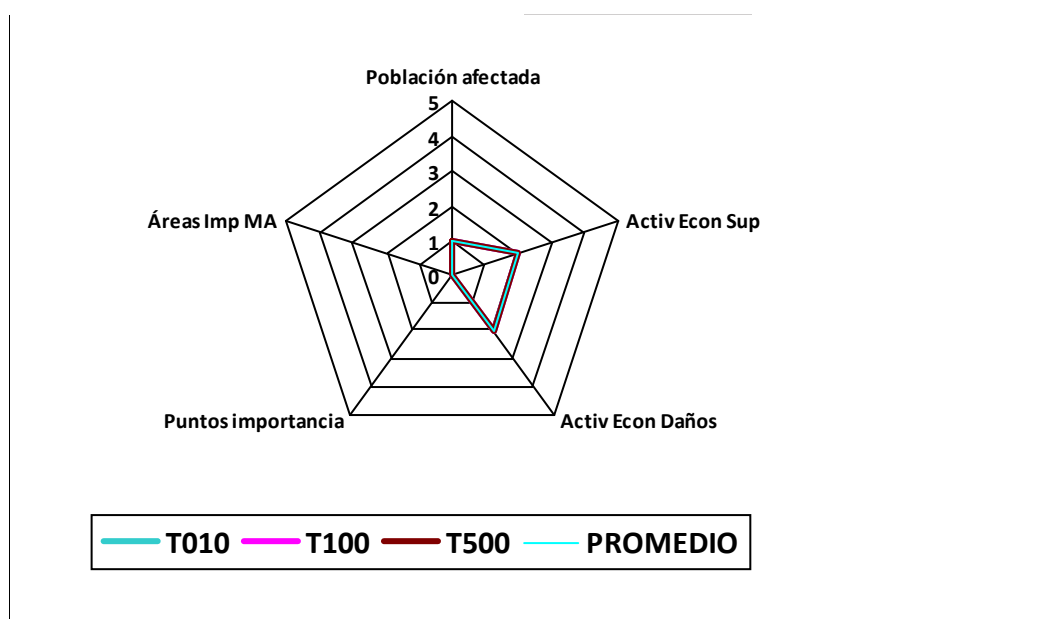 Población afectada
5
4
3
2
1
0
Áreas Imp MA
Activ Econ Sup
Puntos importancia
Activ Econ Daños
T010 T100 T500 PROMEDIO